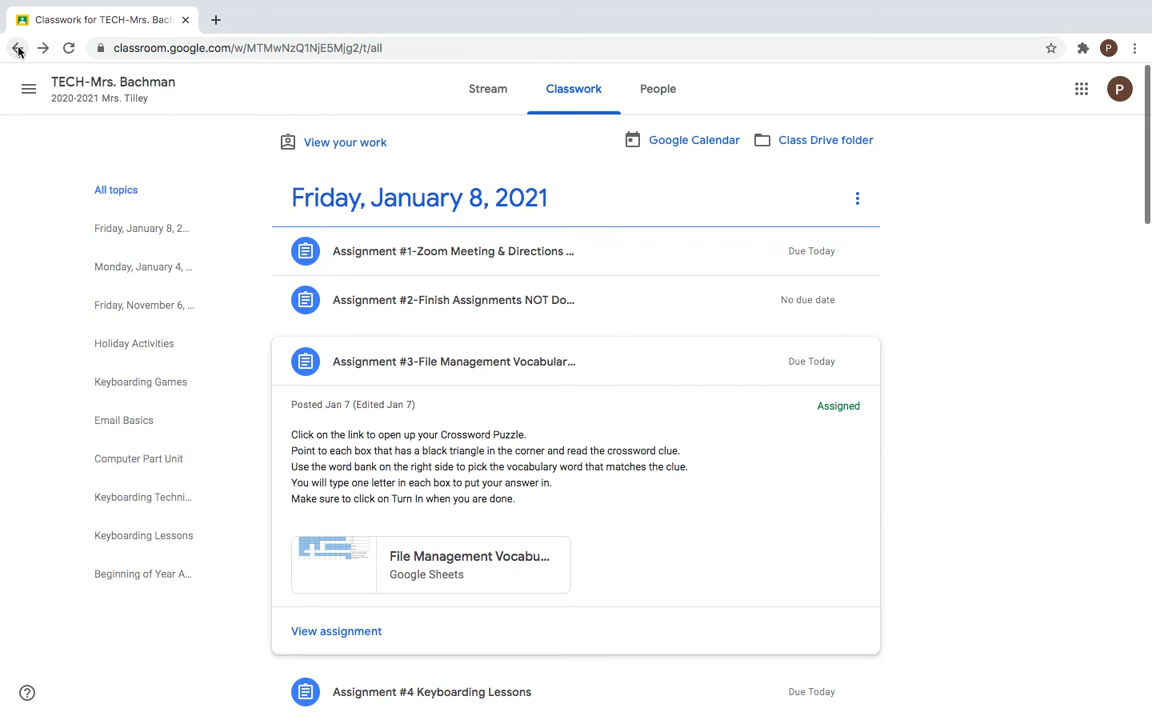 Classwork for TECH-Mrs. Bach
classroom.google.com/w/MTMwNzQ1NjE5Mjg2/t/all
P
TECH-Mrs. Bachman
2020-2021 Mrs. Tilley
Stream
Classwork
People
P
View your work
Google Calendar
Class Drive folder
All topics
Friday, January 8, 2...
Monday, January 4, ...
Friday, November 6, ...
Holiday Activities
Keyboarding Games
Email Basics
Computer Part Unit
Keyboarding Techni...
Keyboarding Lessons
Beginning of Year A...
Friday, January 8, 2021
Assignment #1-Zoom Meeting & Directions ...
Due Today
Assignment #2-Finish Assignments NOT Do...
No due date
Assignment #3-File Management Vocabular...
Due Today
Posted Jan 7 (Edited Jan 7)
Assigned
Click on the link to open up your Crossword Puzzle.
Point to each box that has a black triangle in the corner and read the crossword clue.
Use the word bank on the right side to pick the vocabulary word that matches the clue.
You will type one letter in each box to put your answer in.
Make sure to click on Turn In when you are done.
File Management Vocabu...
Google Sheets
View assignment
Assignment #4 Keyboarding Lessons
Due Today